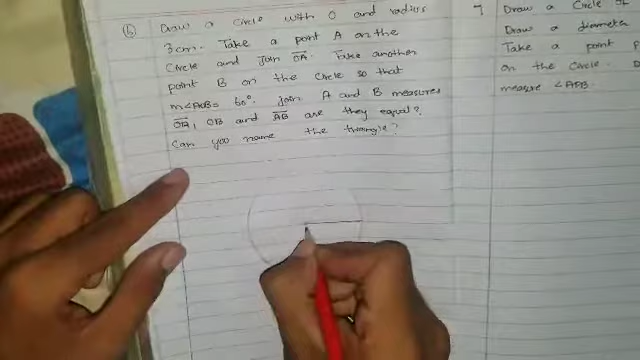 (6) Draw a Circle with O and radius
3 cm. Take a point A on the
Circle and join OA. Take another
point B on the Circle so that
m∠AOB = 60°. join A and B measures
OA, OB and AB are they equal?
Can you name the triangle?
7 Draw a Circle of
Draw a diameter
Take a point P
on the Circle.
measure ∠APB.